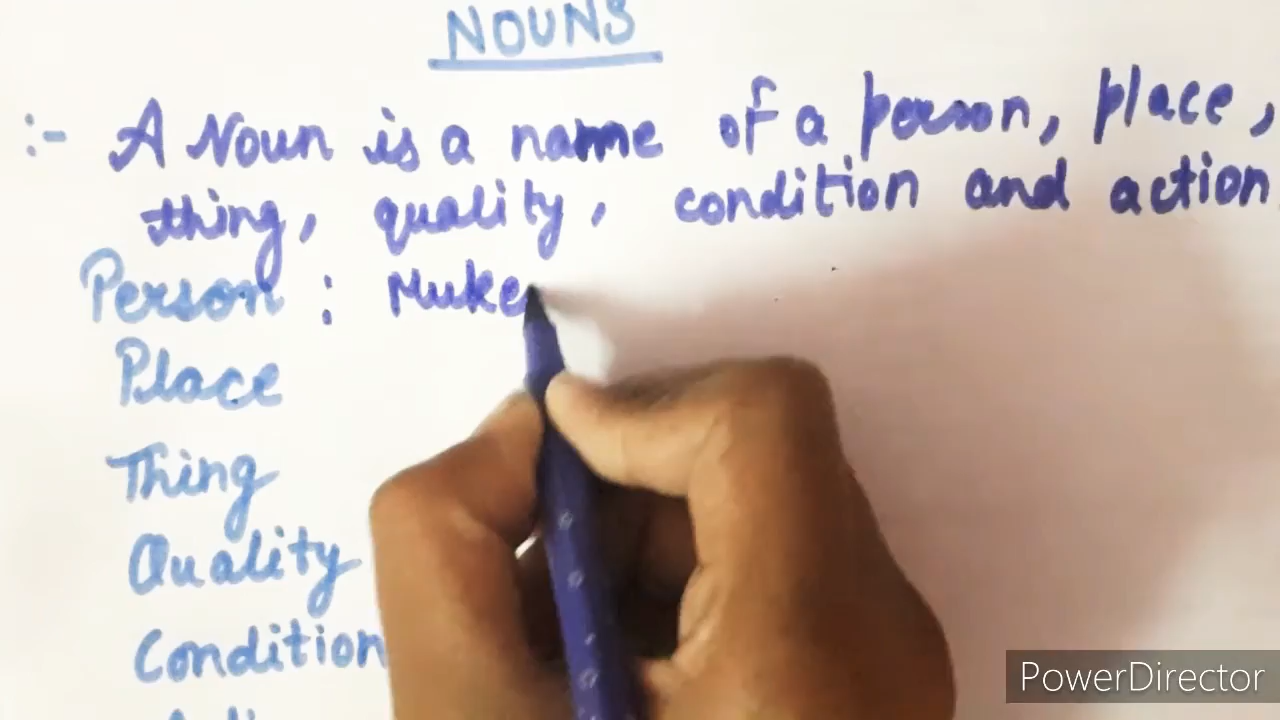 NOUNS
:- A Noun is a name of a person, place,
thing, quality, condition and action
Person : Muke
Place
Thing
Quality
Condition
PowerDirector